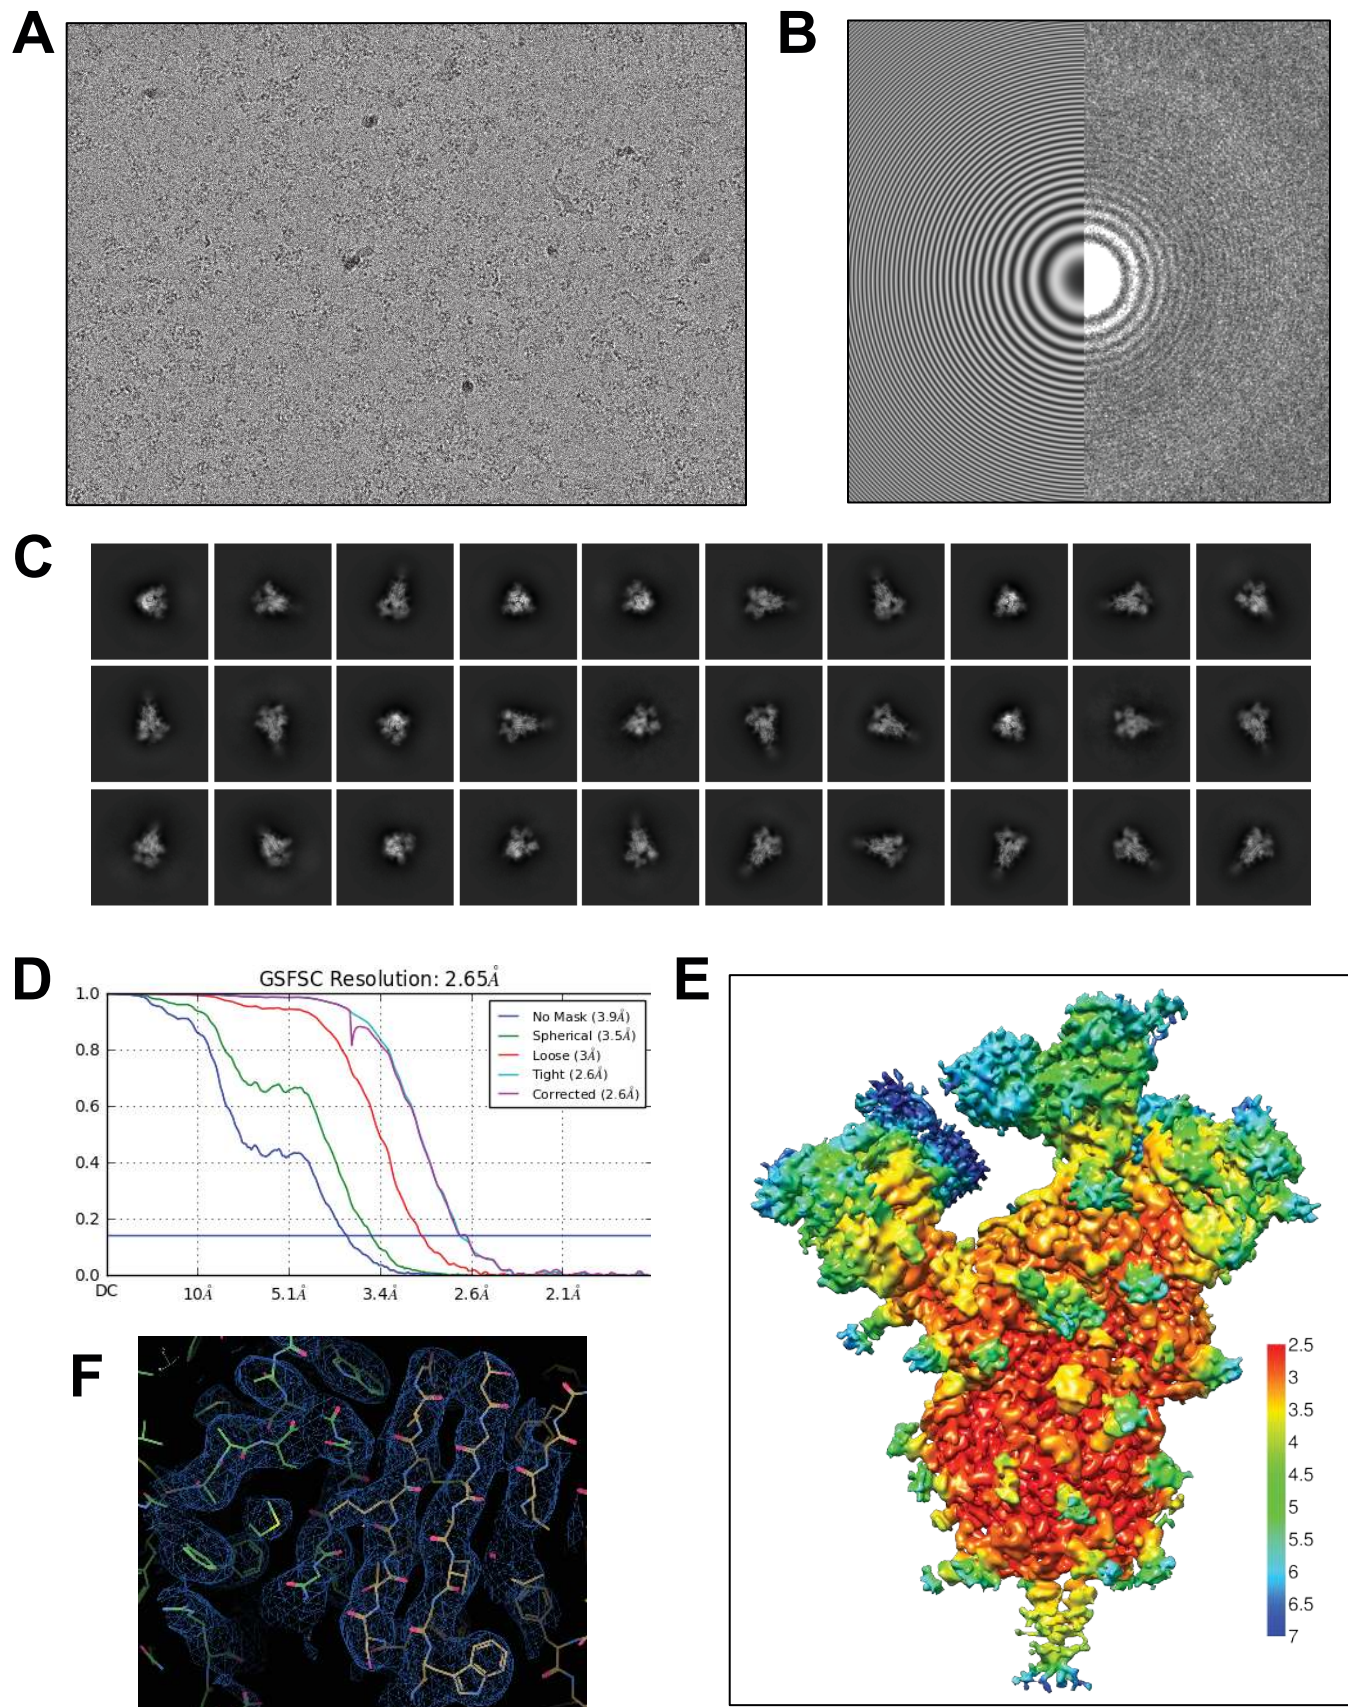 A
B
C
D
GSFSC Resolution: 2.65Å
1.0
0.8
0.6
0.4
0.2
0.0
No Mask (3.9Å)
Spherical (3.5Å)
Loose (3Å)
Tight (2.6Å)
Corrected (2.6Å)
DC
10Å
5.1Å
3.4Å
2.6Å
2.1Å
E
2.5
3
3.5
4
4.5
5
5.5
6
6.5
7
F